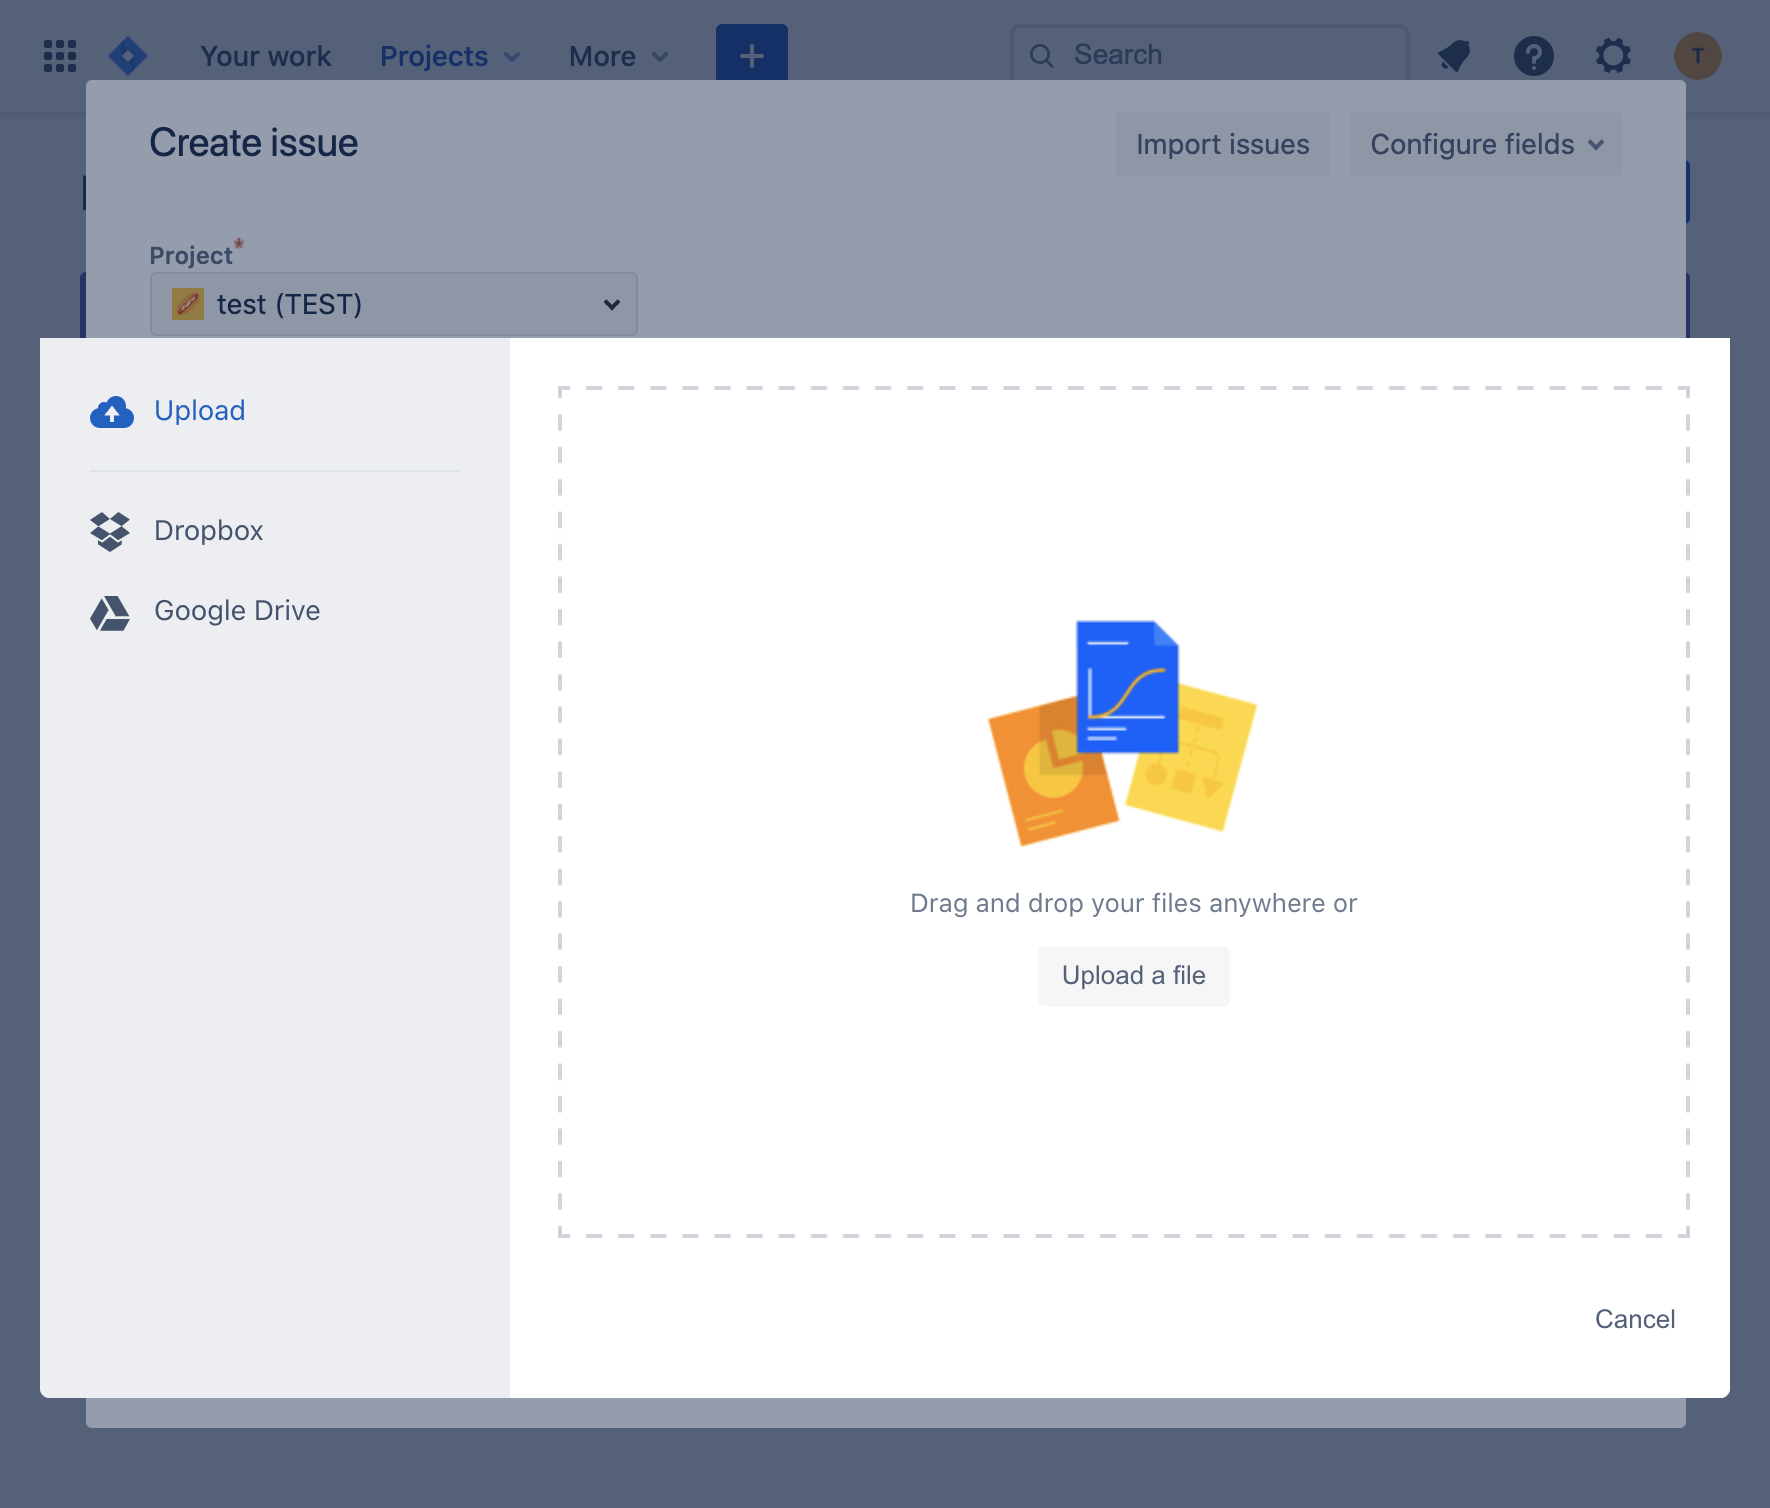 Your work Projects More + Search T
Create issue Import issues Configure fields
Project*
test (TEST)
Upload
Dropbox
Google Drive
Drag and drop your files anywhere or
Upload a file
Cancel